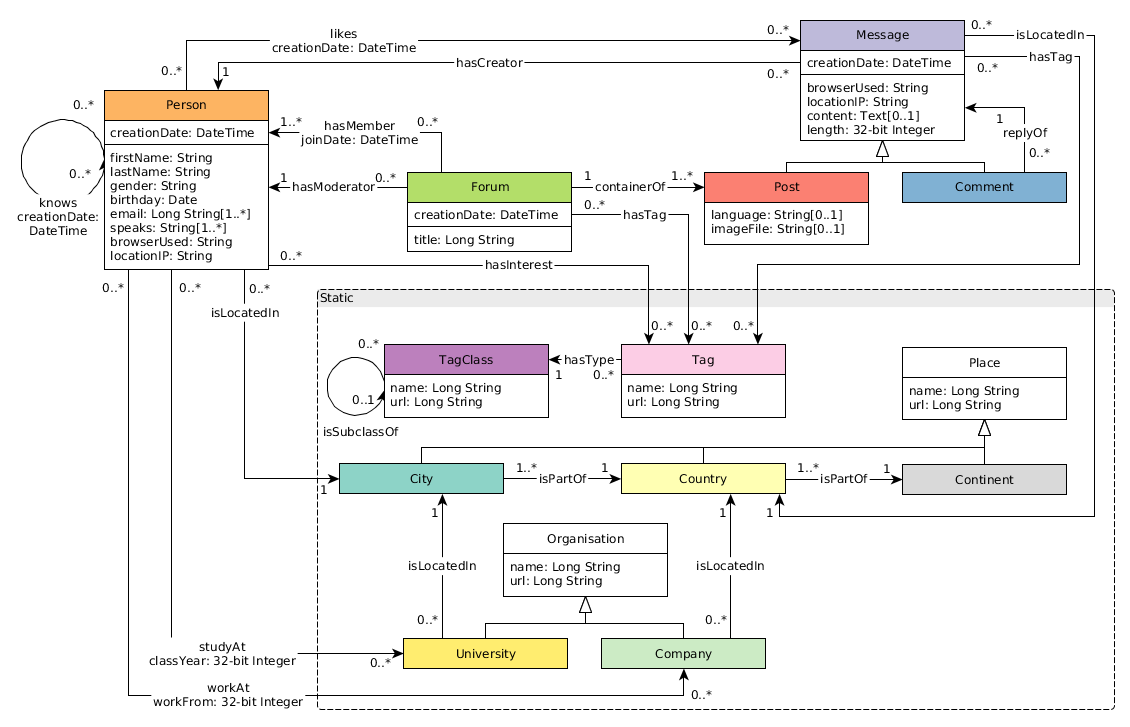 likes
creationDate: DateTime
0..*
0..*
Message
0..*
isLocatedIn
creationDate: DateTime
browserUsed: String
locationIP: String
content: Text[0..1]
length: 32-bit Integer
hasTag
0..*
1
hasCreator
0..*
0..*
Person
creationDate: DateTime
firstName: String
lastName: String
gender: String
birthday: Date
email: Long String[1..*]
speaks: String[1..*]
browserUsed: String
locationIP: String
0..*
knows
creationDate:
DateTime
1..*
hasMember
joinDate: DateTime
0..*
1
replyOf
0..*
1
hasModerator
0..*
Forum
creationDate: DateTime
title: Long String
1
containerOf
1..*
0..*
hasTag
Post
language: String[0..1]
imageFile: String[0..1]
Comment
0..*
hasInterest
0..*
0..*
0..*
isLocatedIn
Static
0..*
0..*
0..*
0..*
TagClass
name: Long String
url: Long String
0..1
isSubclassOf
hasType
1
0..*
Tag
name: Long String
url: Long String
Place
name: Long String
url: Long String
1
City
1..*
isPartOf
1
Country
1..*
isPartOf
1
Continent
1
1
1
Organisation
name: Long String
url: Long String
isLocatedIn
isLocatedIn
0..*
0..*
University
Company
studyAt
classYear: 32-bit Integer
0..*
workAt
workFrom: 32-bit Integer
0..*